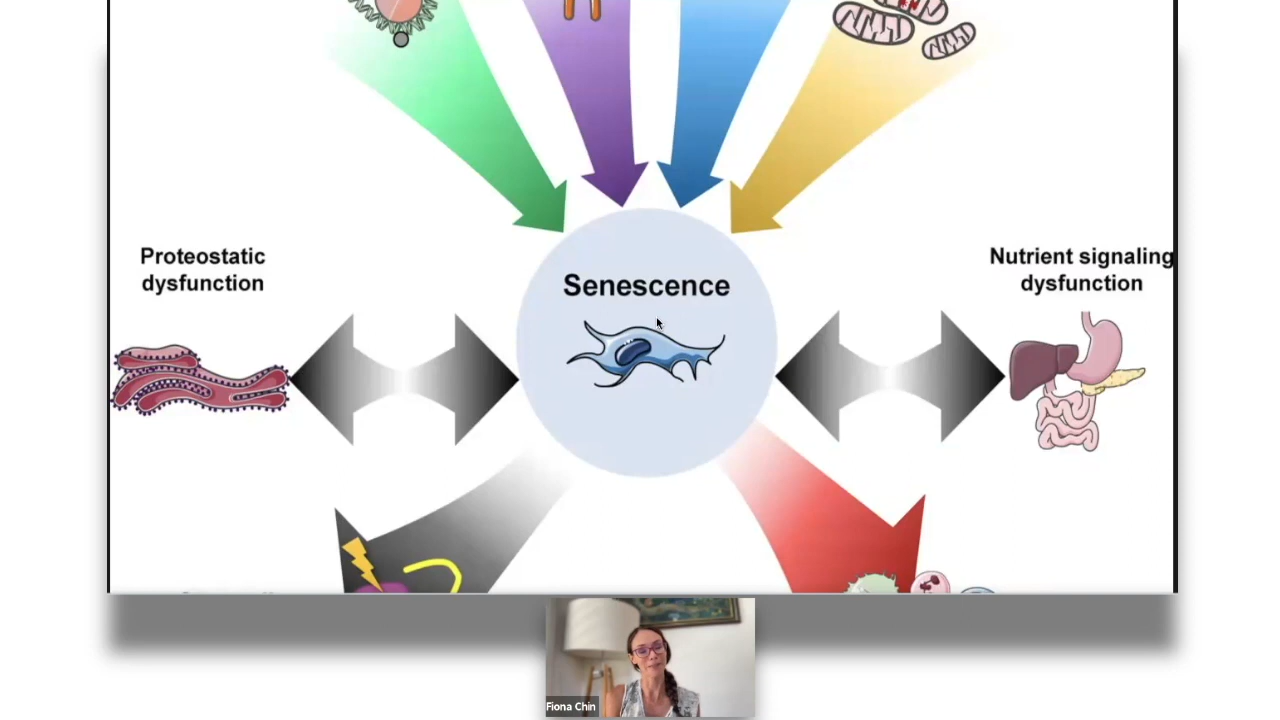 Proteostatic
dysfunction
Senescence
Nutrient signaling
dysfunction
Fiona Chin